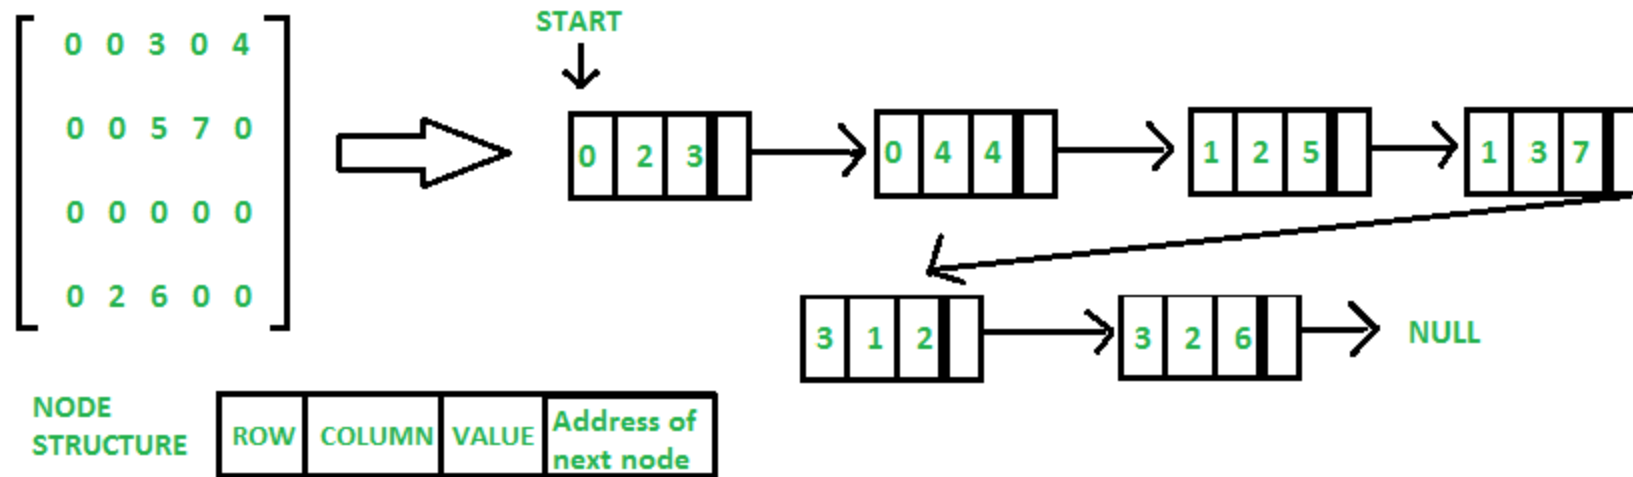 START
0 0 3 0 4
0 0 5 7 0
0 0 0 0 0
0 2 6 0 0
0 2 3
0 4 4
1 2 5
1 3 7
3 1 2
3 2 6
NULL
NODE
STRUCTURE
ROW
COLUMN
VALUE
Address of
next node